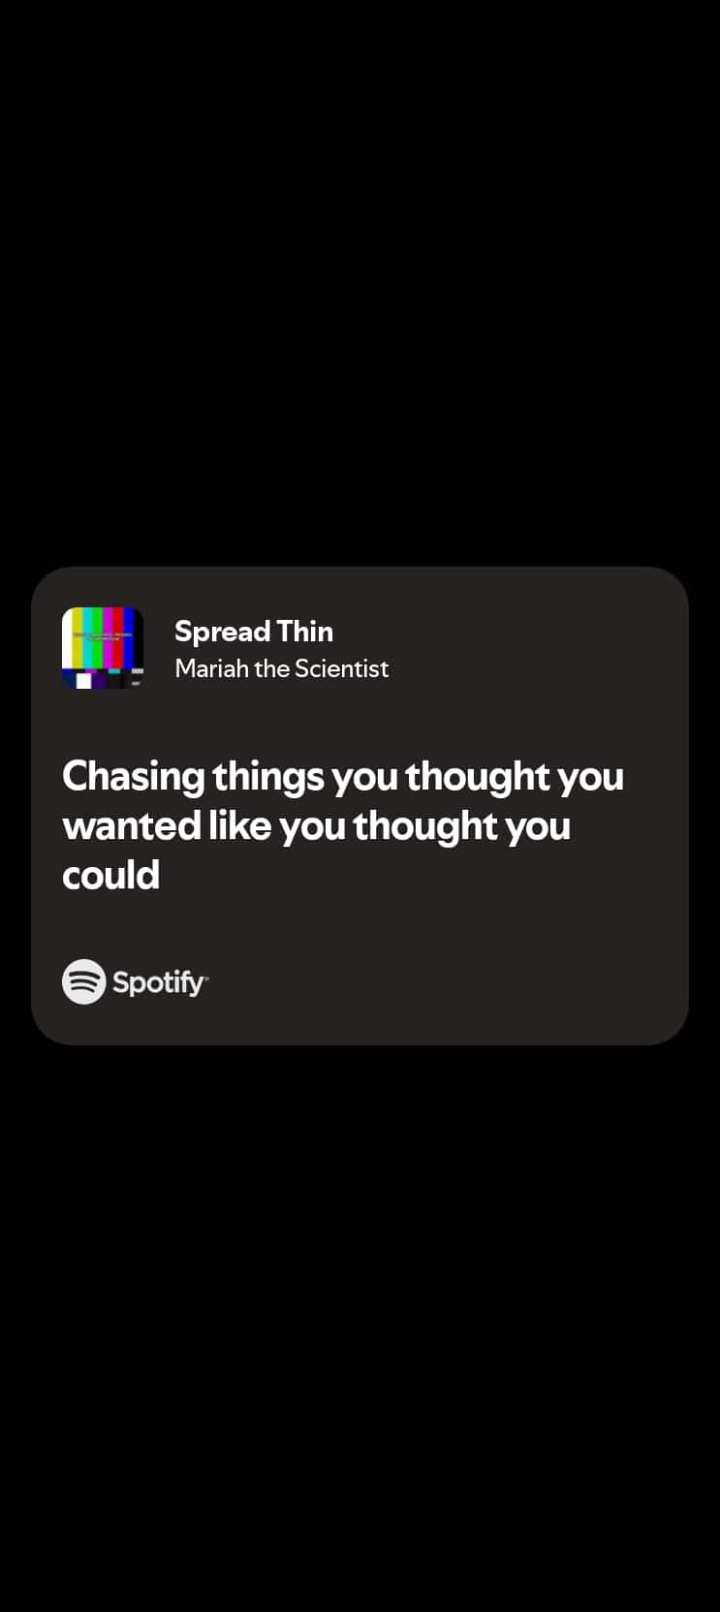 Spread Thin
Mariah the Scientist
Chasing things you thought you
wanted like you thought you
could
Spotify